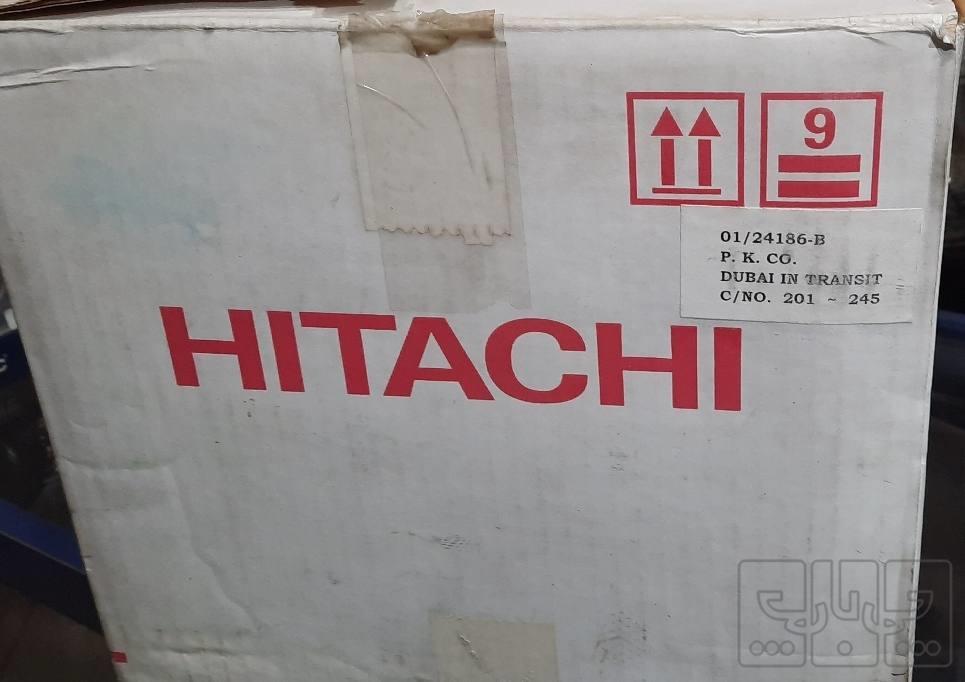 9
01/24186-B
P. K. CO.
DUBAI IN TRANSIT
C/NO. 201 ~ 245
HITACHI